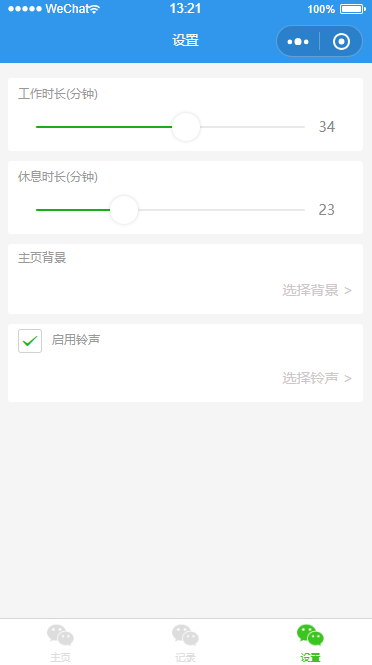 WeChat 13:21 100%
设置
工作时长(分钟)
34
休息时长(分钟)
23
主页背景
选择背景 >
启用铃声
选择铃声 >
主页 记录 设置